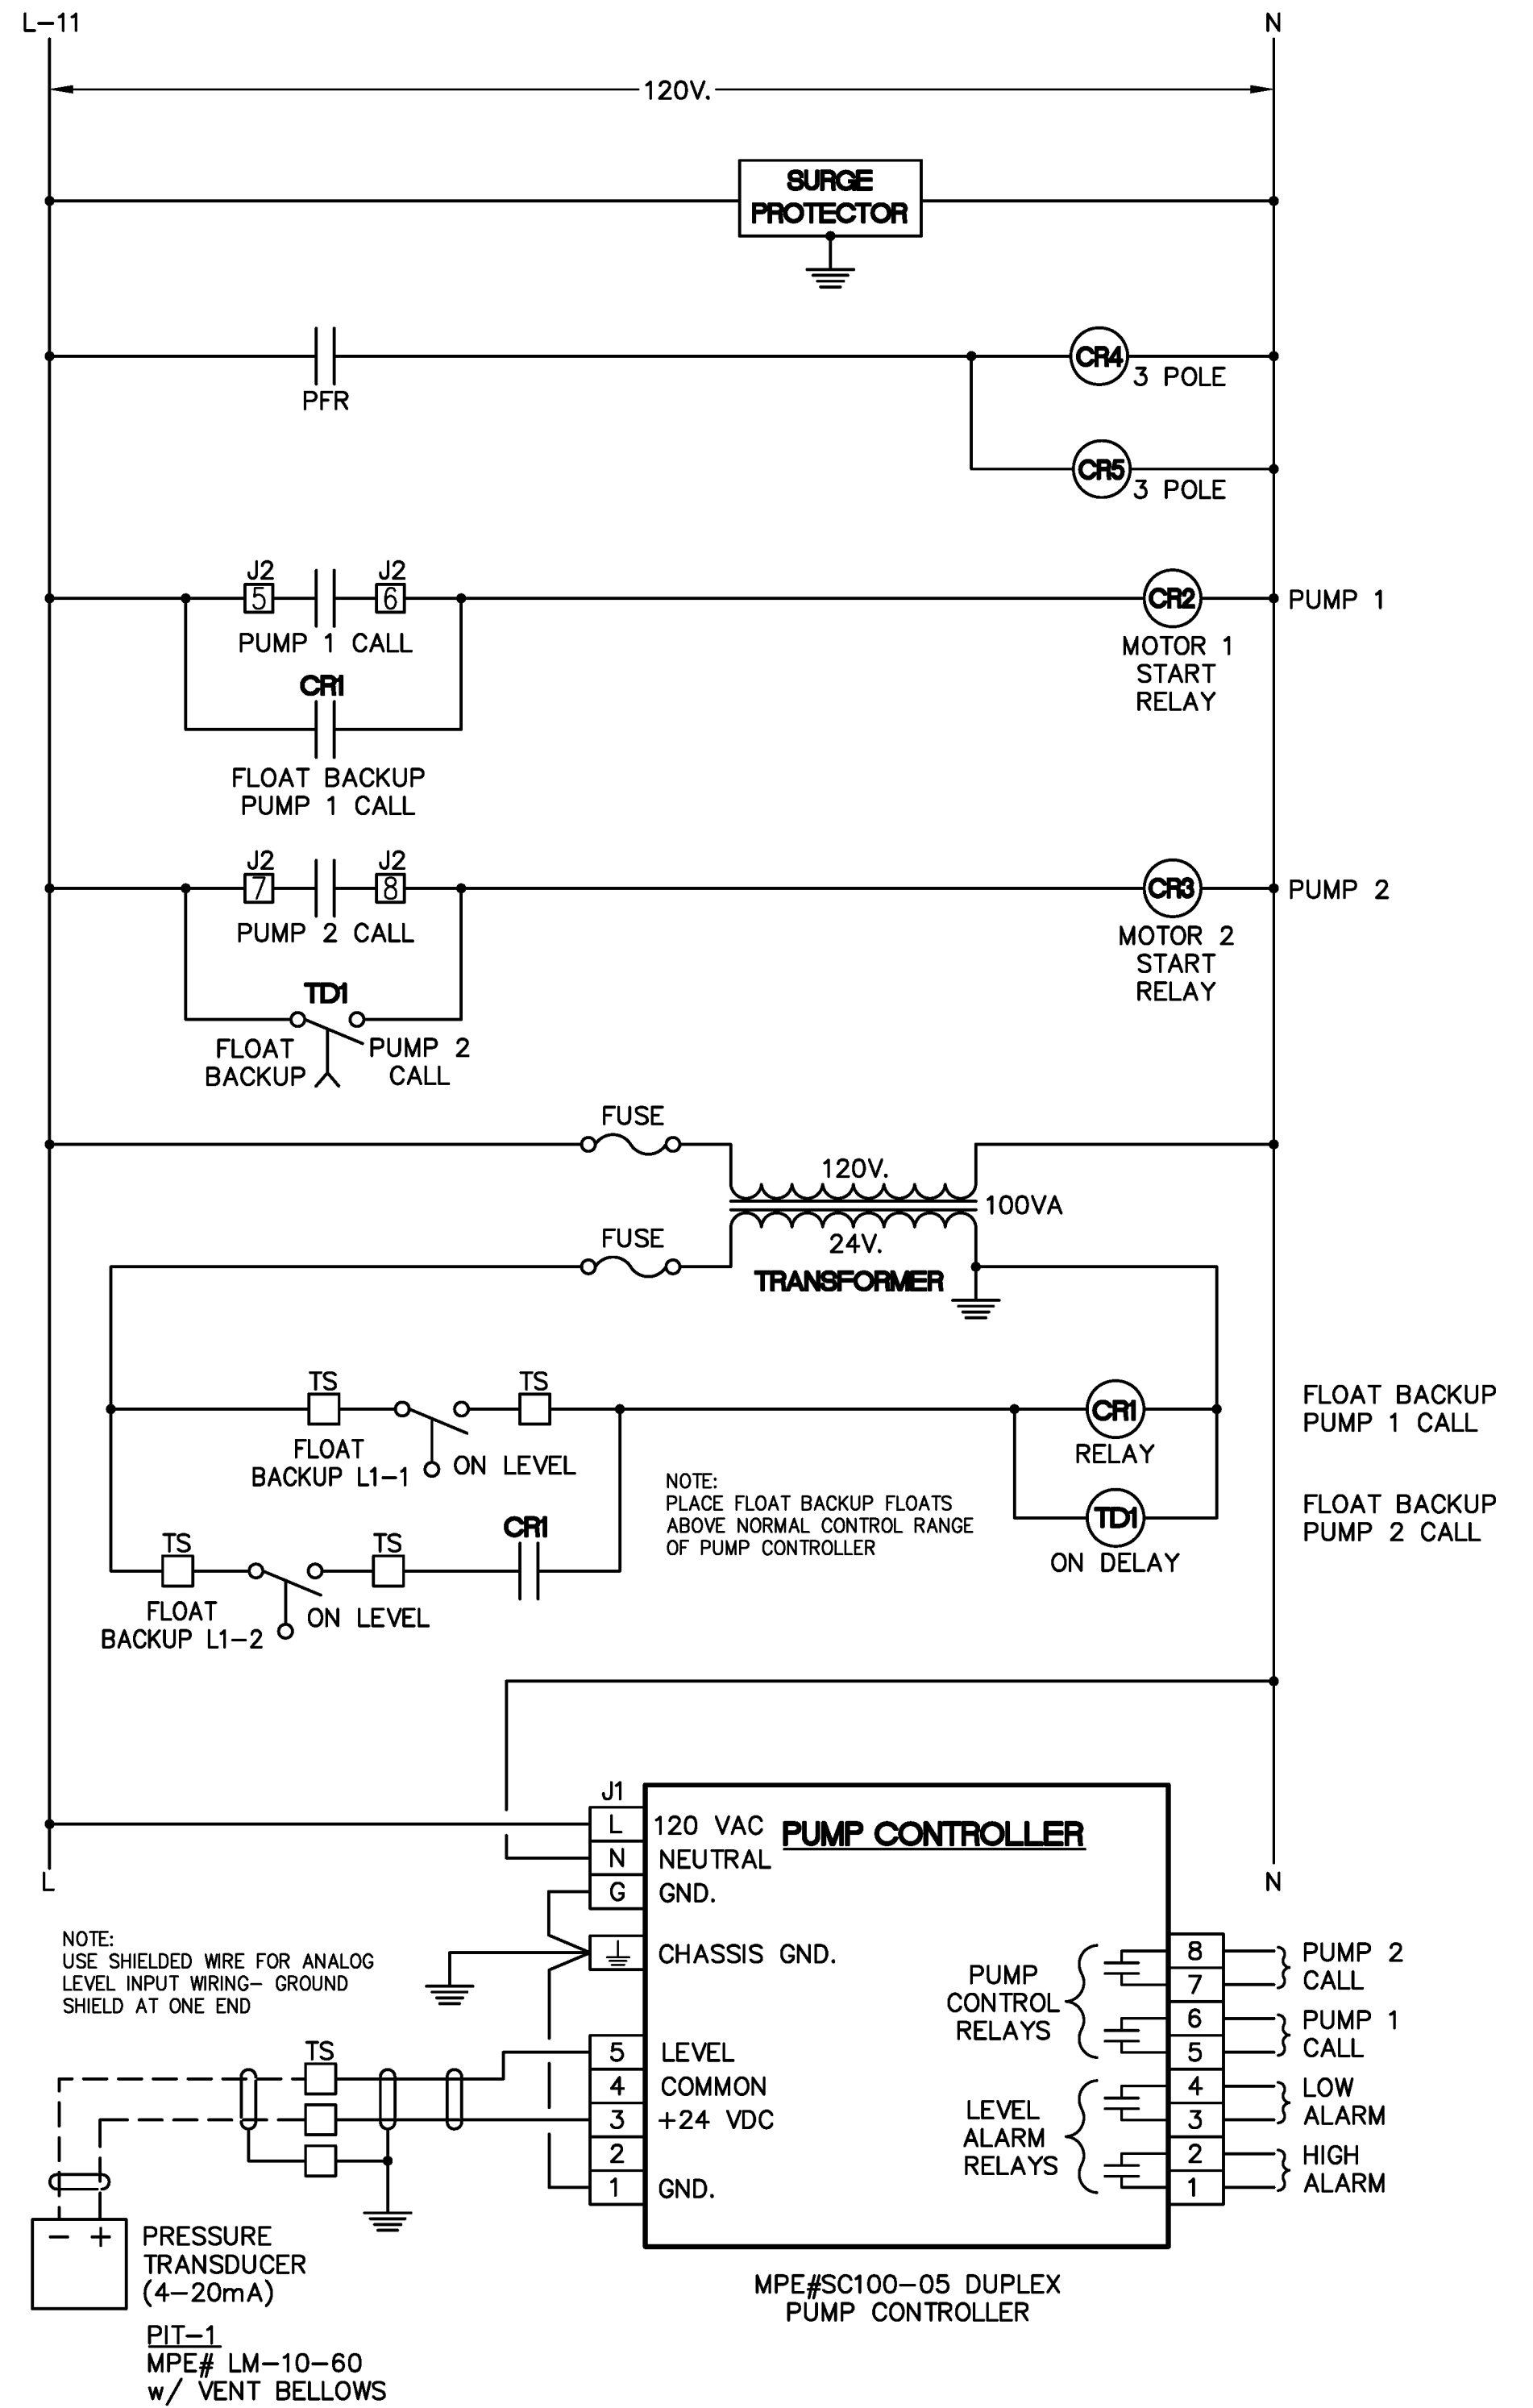 L-11
N
120V.
SURGE
PROTECTOR
PFR
CR4
3 POLE
CR5
3 POLE
J2
J2
5
6
PUMP 1 CALL
CR2
PUMP 1
MOTOR 1
START
RELAY
CR1
FLOAT BACKUP
PUMP 1 CALL
J2
J2
7
8
PUMP 2 CALL
CR3
PUMP 2
MOTOR 2
START
RELAY
TD1
FLOAT
BACKUP
PUMP 2
CALL
FUSE
120V.
100VA
FUSE
24V.
TRANSFORMER
TS
TS
FLOAT
BACKUP L1-1
ON LEVEL
CR1
RELAY
FLOAT BACKUP
PUMP 1 CALL
NOTE:
PLACE FLOAT BACKUP FLOATS
ABOVE NORMAL CONTROL RANGE
OF PUMP CONTROLLER
TD1
ON DELAY
FLOAT BACKUP
PUMP 2 CALL
TS
TS
CR1
FLOAT
BACKUP L1-2
ON LEVEL
J1
L
120 VAC
PUMP CONTROLLER
N
NEUTRAL
G
GND.
L
N
NOTE:
USE SHIELDED WIRE FOR ANALOG
LEVEL INPUT WIRING- GROUND
SHIELD AT ONE END
CHASSIS GND.
PUMP
CONTROL
RELAYS
8
7
6
5
PUMP 2
CALL
PUMP 1
CALL
TS
5
LEVEL
4
COMMON
3
+24 VDC
2
1
GND.
LEVEL
ALARM
RELAYS
4
3
2
1
LOW
ALARM
HIGH
ALARM
- +
PRESSURE
TRANSDUCER
(4-20mA)
PIT-1
MPE# LM-10-60
w/ VENT BELLOWS
MPE#SC100-05 DUPLEX
PUMP CONTROLLER